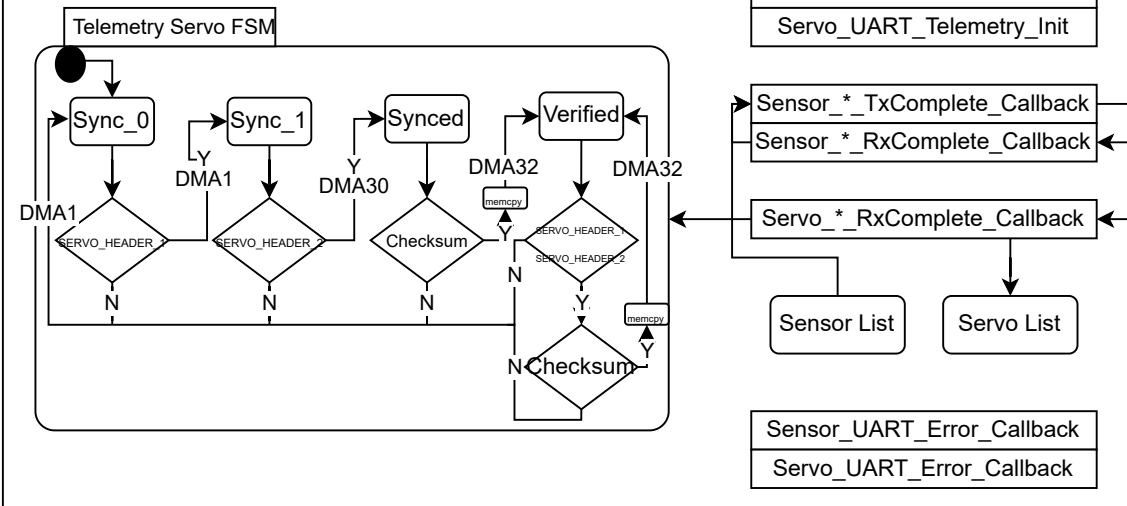 Telemetry Servo FSM
Servo_UART_Telemetry_Init
Sync_0
Sync_1
Synced
Verified
Sensor_*_TxComplete_Callback
Sensor_*_RxComplete_Callback
Y
DMA1
Y
DMA30
DMA32
DMA32
memcpy
DMA1
SERVO_HEADER_1
SERVO_HEADER_2
Checksum
Y
SERVO_HEADER_1
SERVO_HEADER_2
Servo_*_RxComplete_Callback
N
N
N
N
Y
memcpy
Sensor List
Servo List
Y
N
Checksum
Sensor_UART_Error_Callback
Servo_UART_Error_Callback